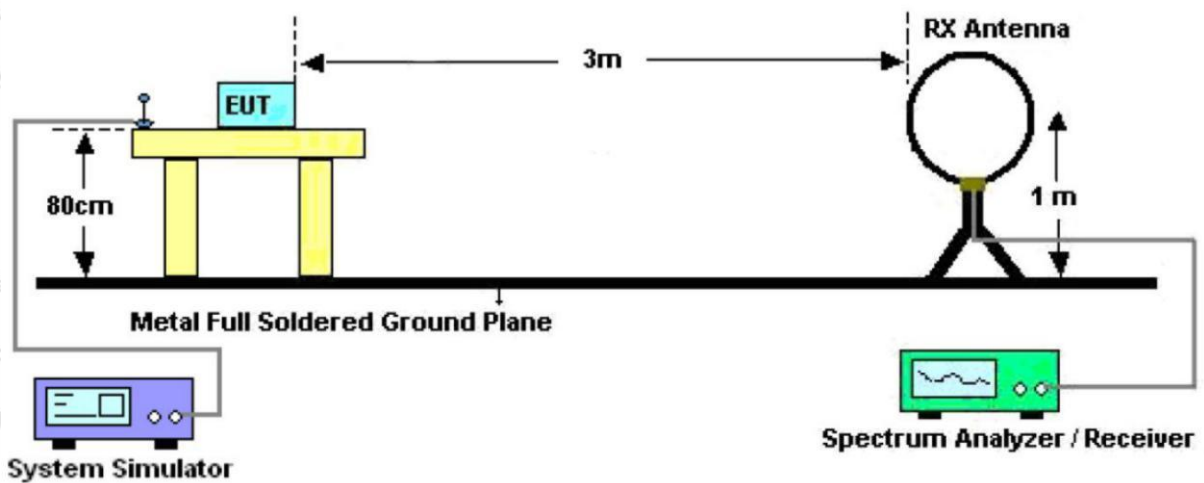 RX Antenna
3m
EUT
80cm
1 m
Metal Full Soldered Ground Plane
System Simulator
Spectrum Analyzer / Receiver